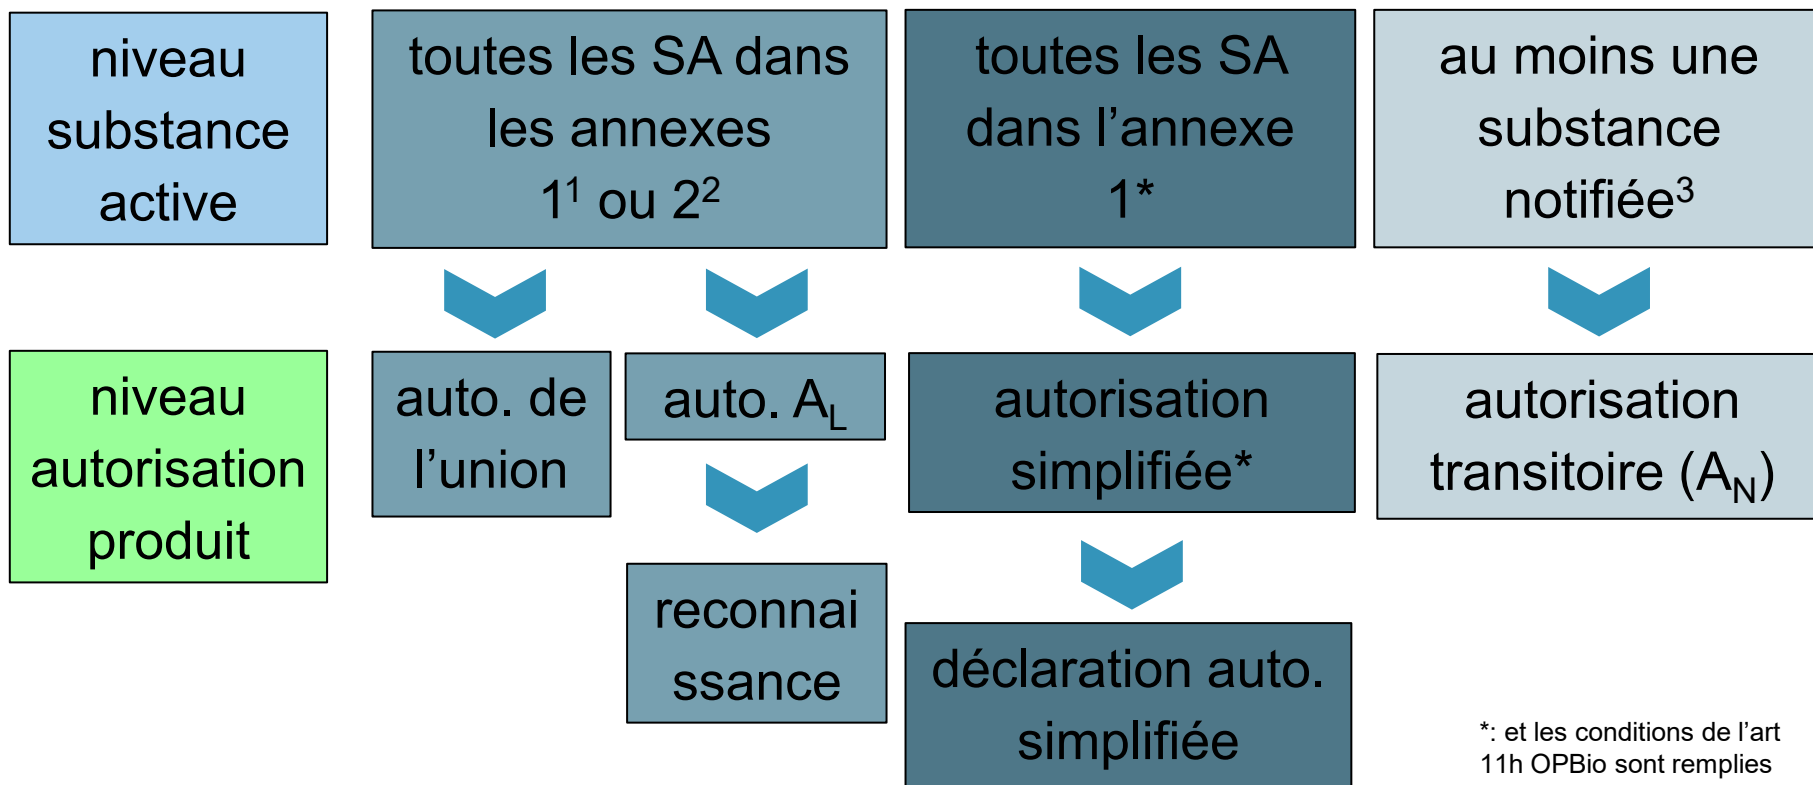 niveau
substance
active
toutes les SA dans
les annexes
1¹ ou 2²
toutes les SA
dans l’annexe
1*
au moins une
substance
notifiée³
niveau
autorisation
produit
auto. de
l’union
auto. A_L
reconnai
ssance
autorisation
simplifiée*
déclaration auto.
simplifiée
autorisation
transitoire (A_N)
*: et les conditions de l’art
11h OPBio sont remplies